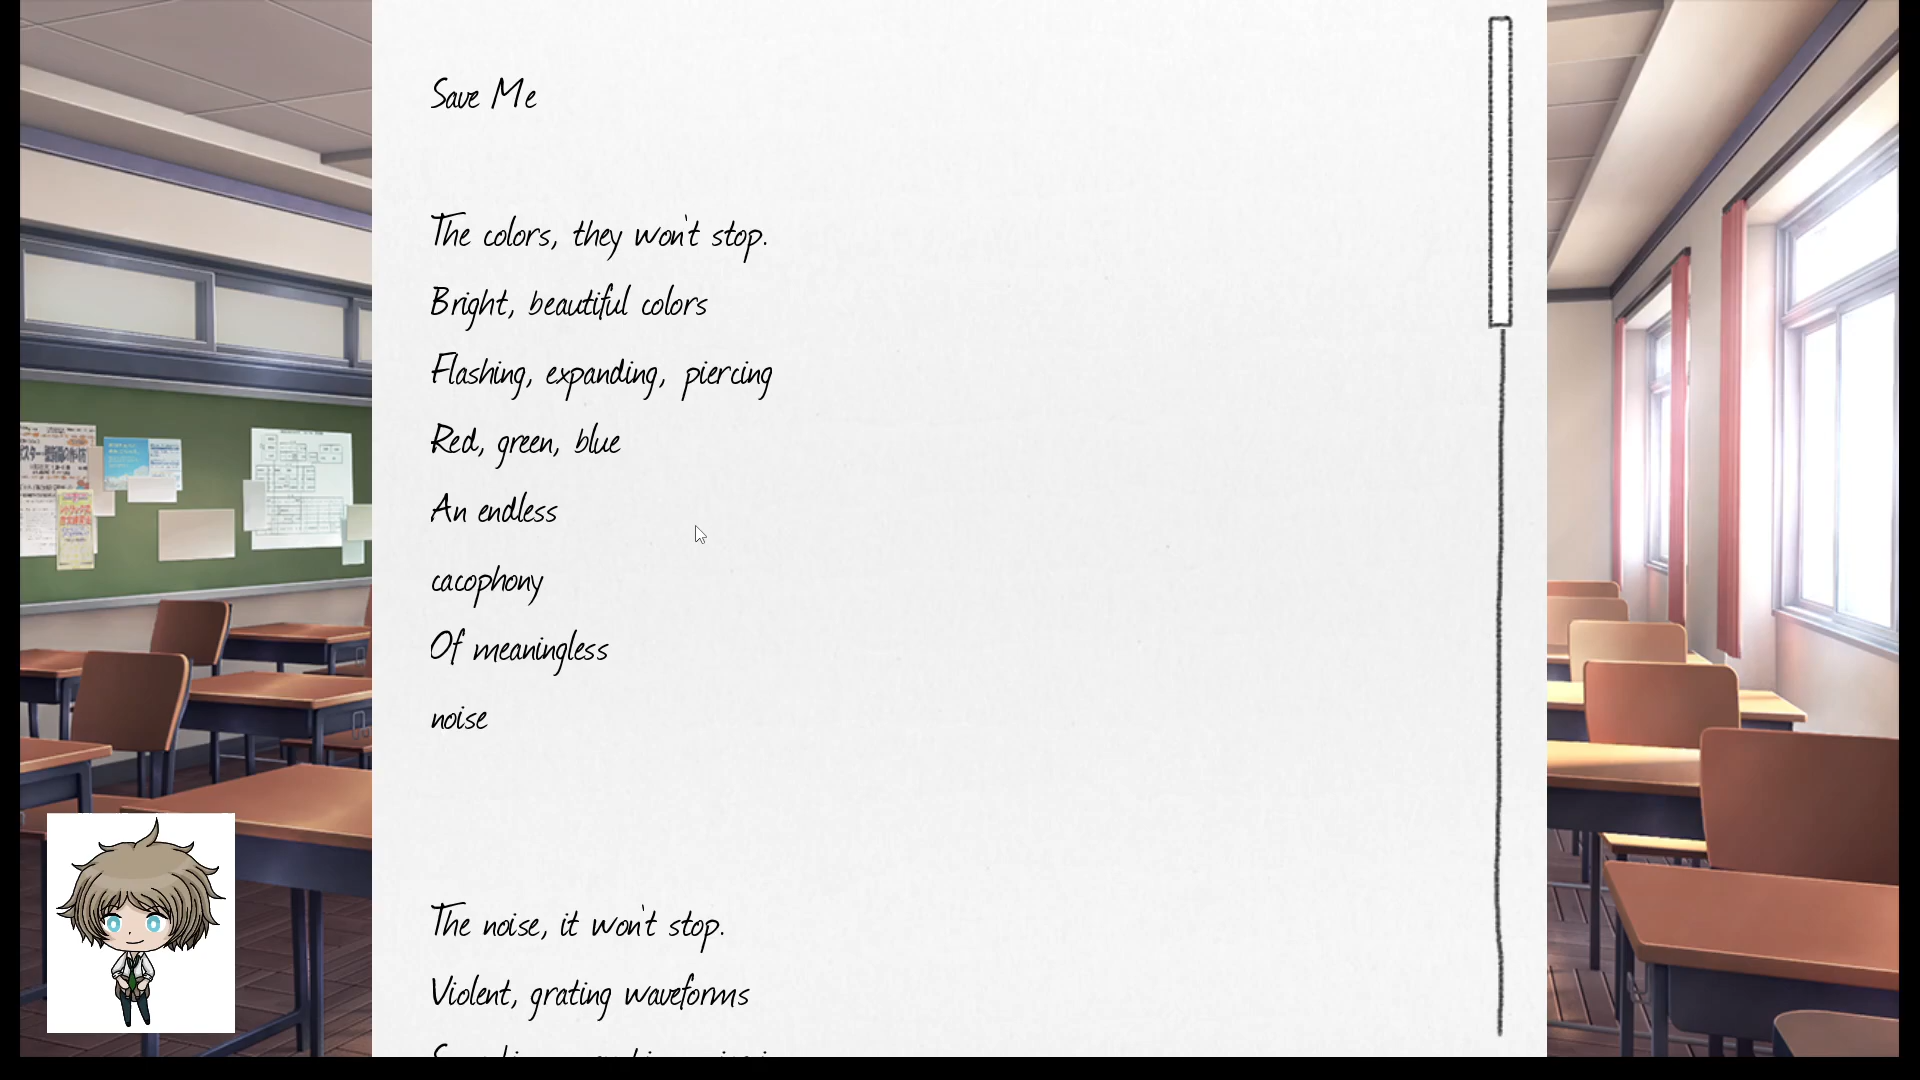 Save Me
The colors, they won't stop.
Bright, beautiful colors
Flashing, expanding, piercing
Red, green, blue
An endless
cacophony
Of meaningless
noise
The noise, it won't stop.
Violent, grating waveforms